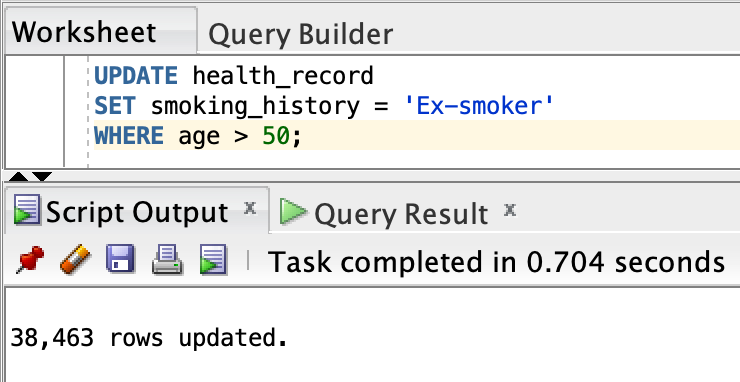 Worksheet Query Builder
UPDATE health_record
SET smoking_history = 'Ex-smoker'
WHERE age > 50;
Script Output x Query Result x
Task completed in 0.704 seconds
38,463 rows updated.